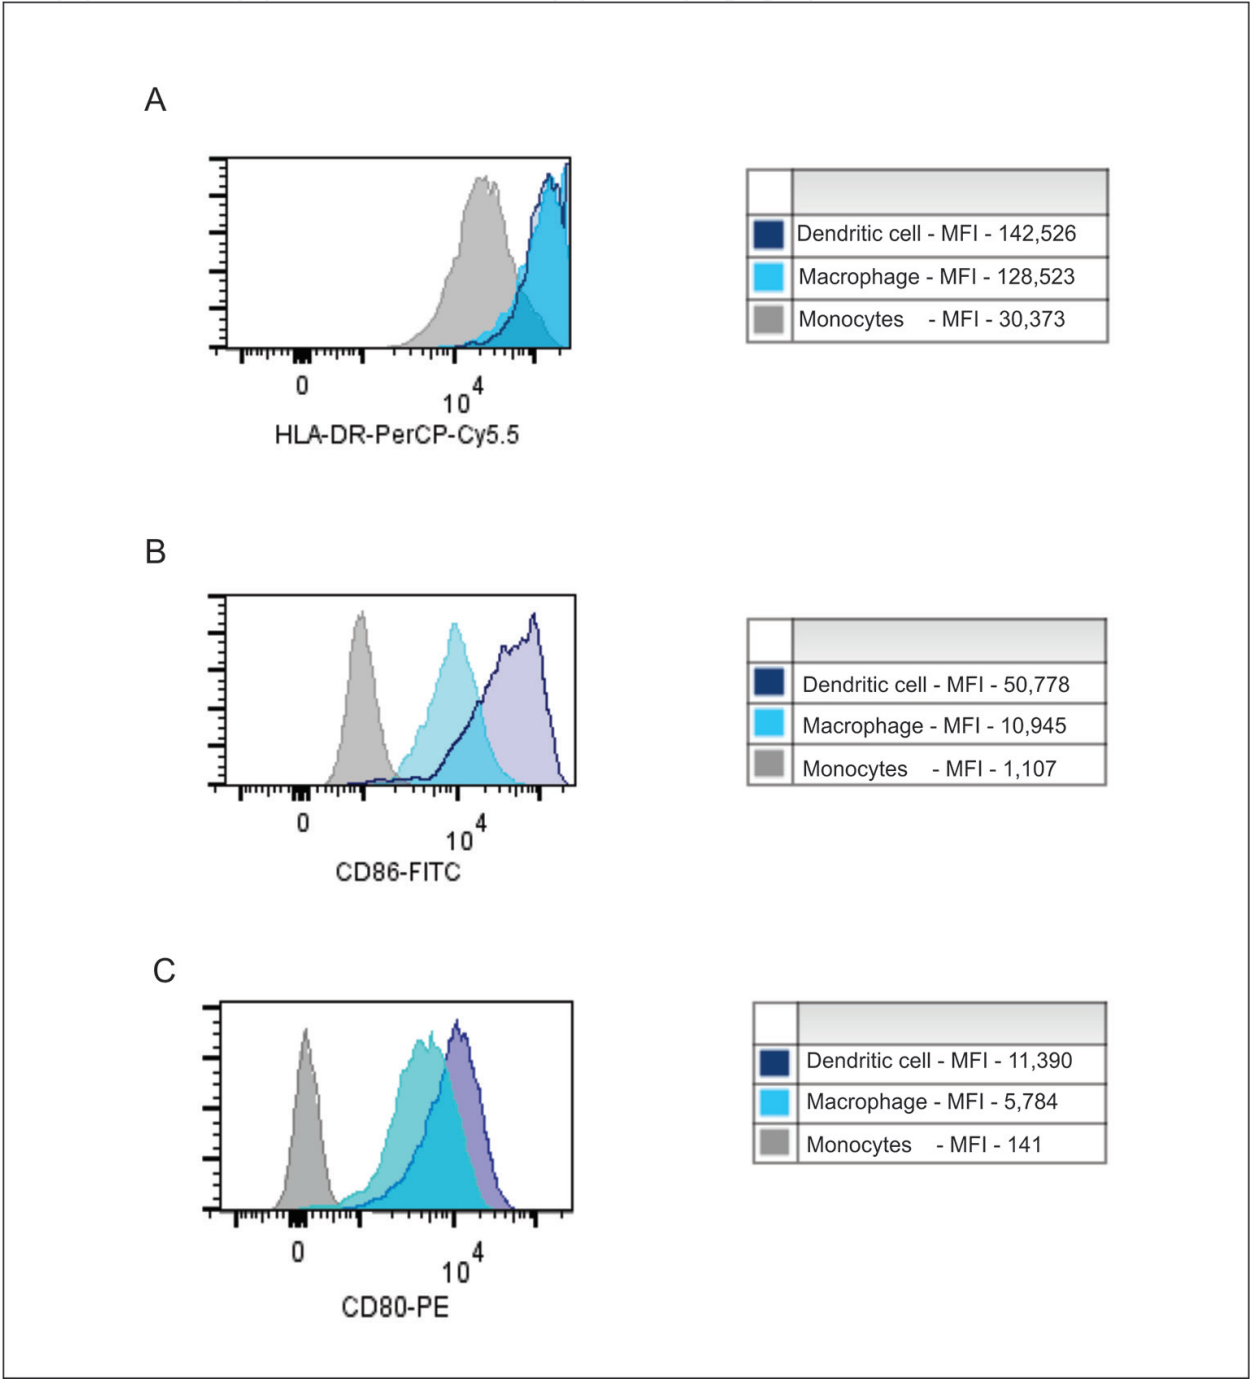 A
Dendritic cell - MFI - 142,526
Macrophage - MFI - 128,523
Monocytes - MFI - 30,373
0
10^4
HLA-DR-PerCP-Cy5.5
B
Dendritic cell - MFI - 50,778
Macrophage - MFI - 10,945
Monocytes - MFI - 1,107
0
10^4
CD86-FITC
C
Dendritic cell - MFI - 11,390
Macrophage - MFI - 5,784
Monocytes - MFI - 141
0
10^4
CD80-PE